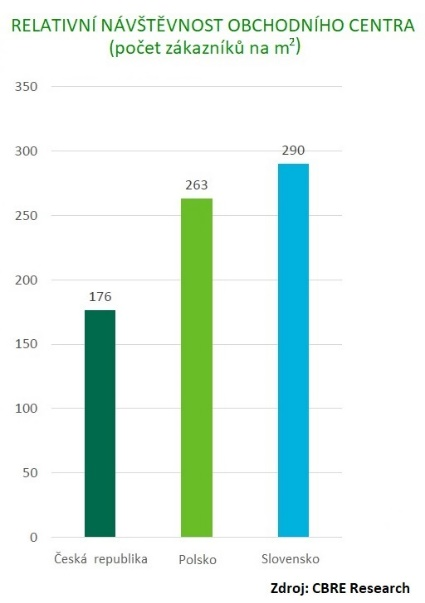 RELATIVNÍ NÁVŠTĚVNOST OBCHODNÍHO CENTRA
(počet zákazníků na m²)
350
300
250
200
150
100
50
0
176
263
290
Česká republika
Polsko
Slovensko
Zdroj: CBRE Research